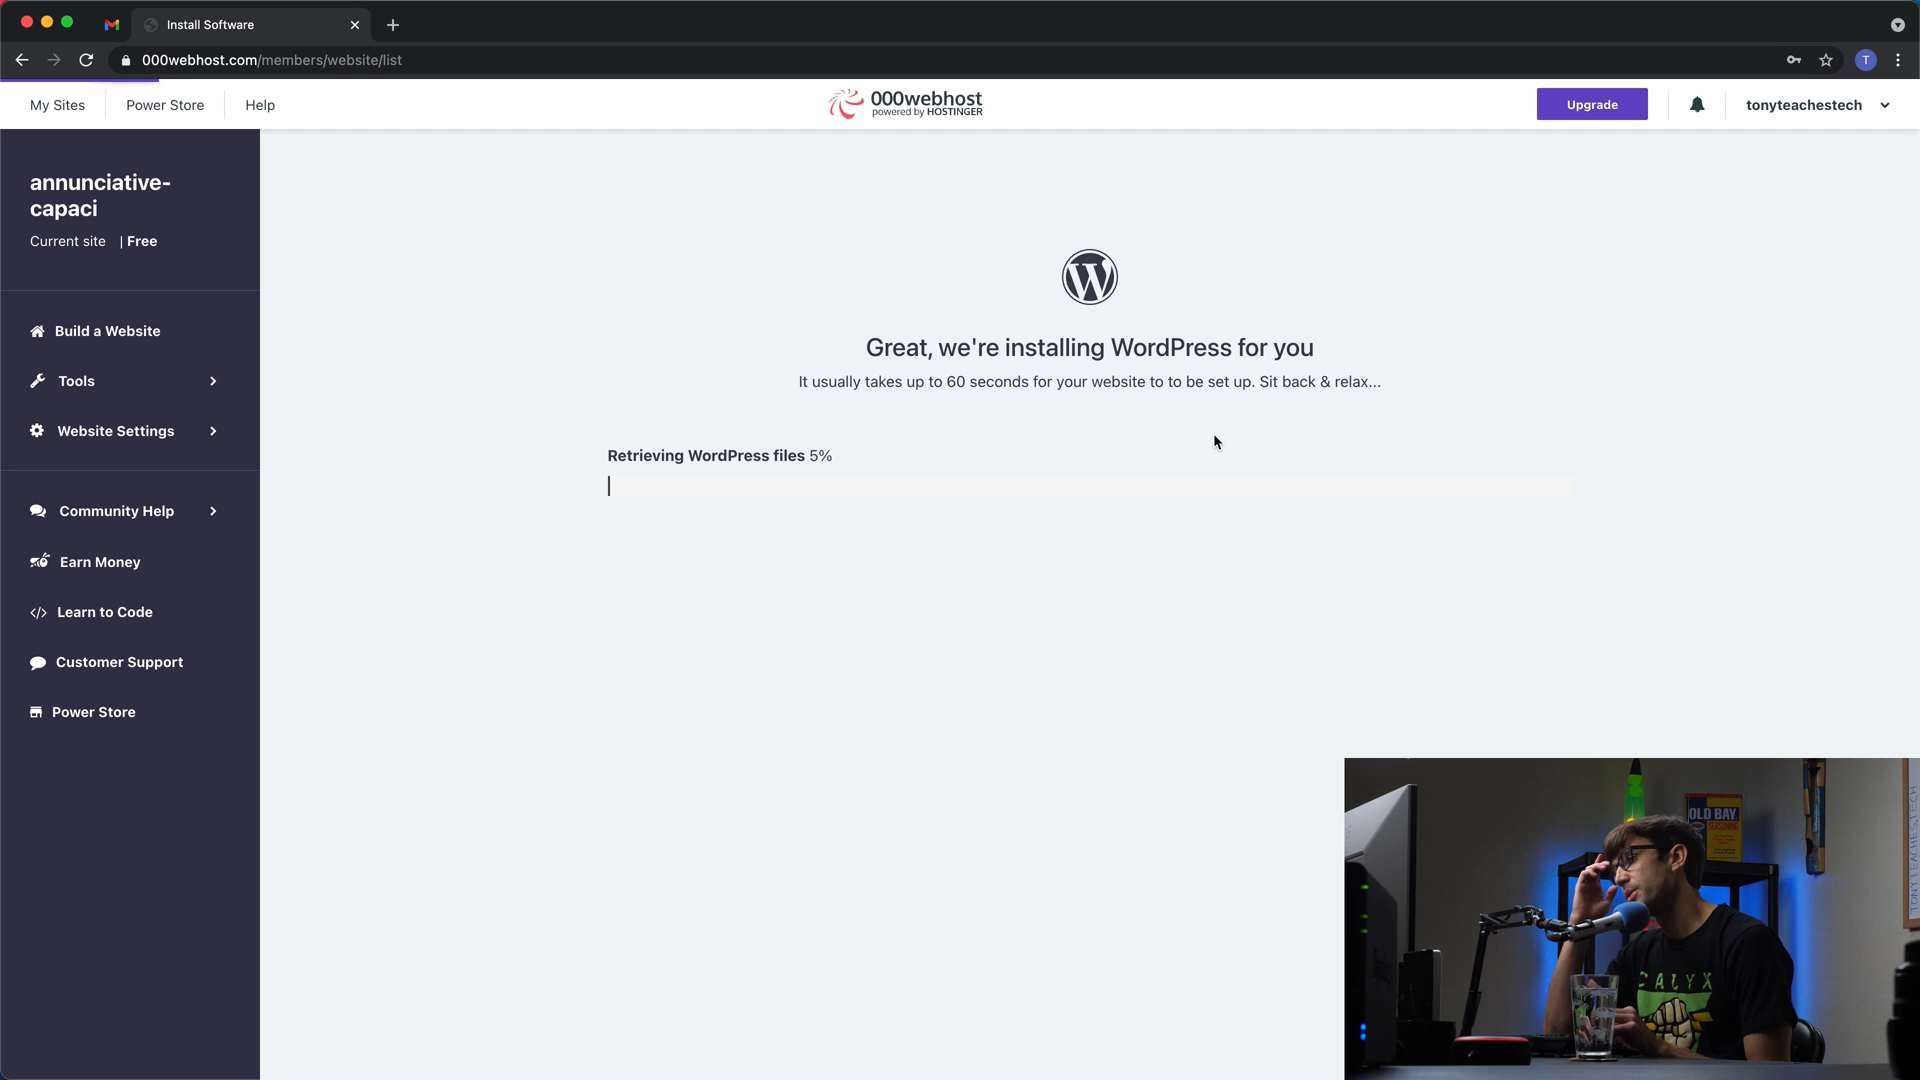 Install Software
000webhost.com/members/website/list
T
My Sites
Power Store
Help
000webhost
powered by HOSTINGER
Upgrade
tonyteachestech
annunciative-
capaci
Current site | Free
Build a Website
Tools
Website Settings
Community Help
Earn Money
Learn to Code
Customer Support
Power Store
Great, we're installing WordPress for you
It usually takes up to 60 seconds for your website to to be set up. Sit back & relax...
Retrieving WordPress files 5%
OLD BAY
SEASONING
TONYTEACHES.TECH
CALYX